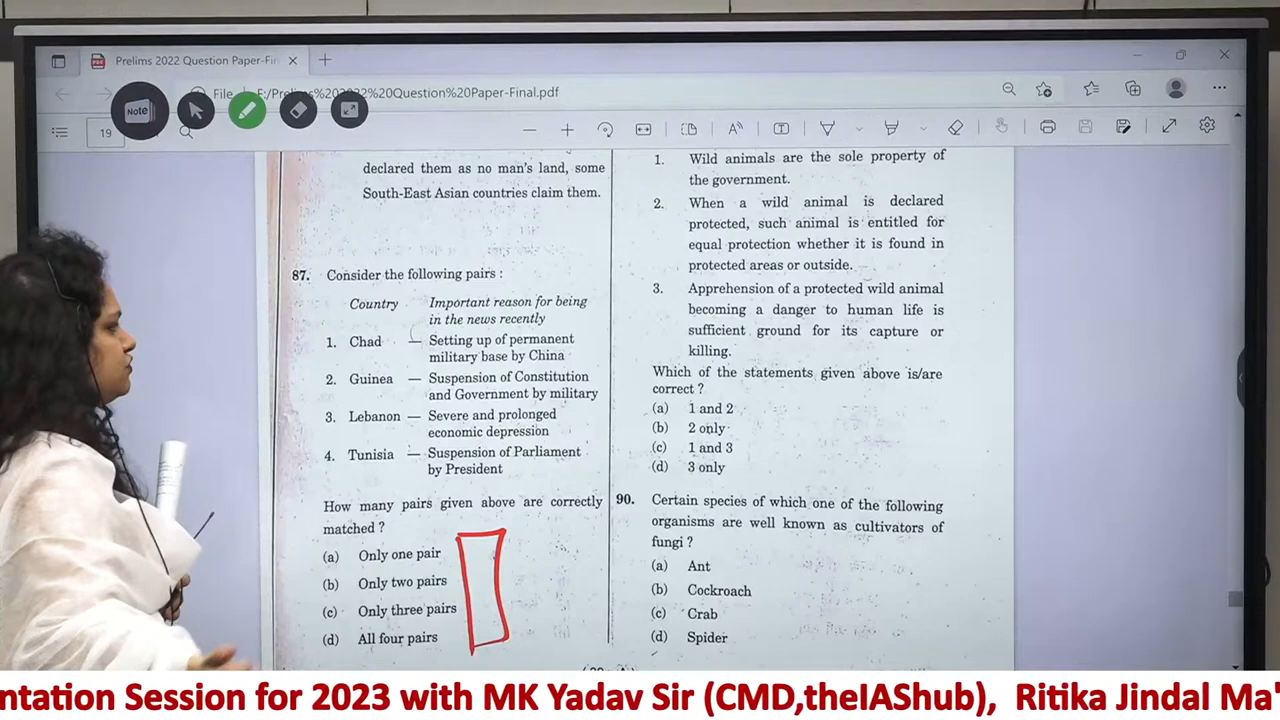 Prelims 2022 Question Paper-Fin
File
F:/Prelims%202022%20Question%20Paper-Final.pdf
Note
19
declared them as no man's land, some
South-East Asian countries claim them.
87. Consider the following pairs :
Country Important reason for being
in the news recently
1. Chad — Setting up of permanent
military base by China
2. Guinea — Suspension of Constitution
and Government by military
3. Lebanon — Severe and prolonged
economic depression
4. Tunisia — Suspension of Parliament
by President
How many pairs given above are correctly
matched ?
(a) Only one pair
(b) Only two pairs
(c) Only three pairs
(d) All four pairs
1. Wild animals are the sole property of
the government.
2. When a wild animal is declared
protected, such animal is entitled for
equal protection whether it is found in
protected areas or outside.
3. Apprehension of a protected wild animal
becoming a danger to human life is
sufficient ground for its capture or
killing.
Which of the statements given above is/are
correct ?
(a) 1 and 2
(b) 2 only
(c) 1 and 3
(d) 3 only
90. Certain species of which one of the following
organisms are well known as cultivators of
fungi ?
(a) Ant
(b) Cockroach
(c) Crab
(d) Spider
ntation Session for 2023 with MK Yadav Sir (CMD,theIAShub), Ritika Jindal Ma'